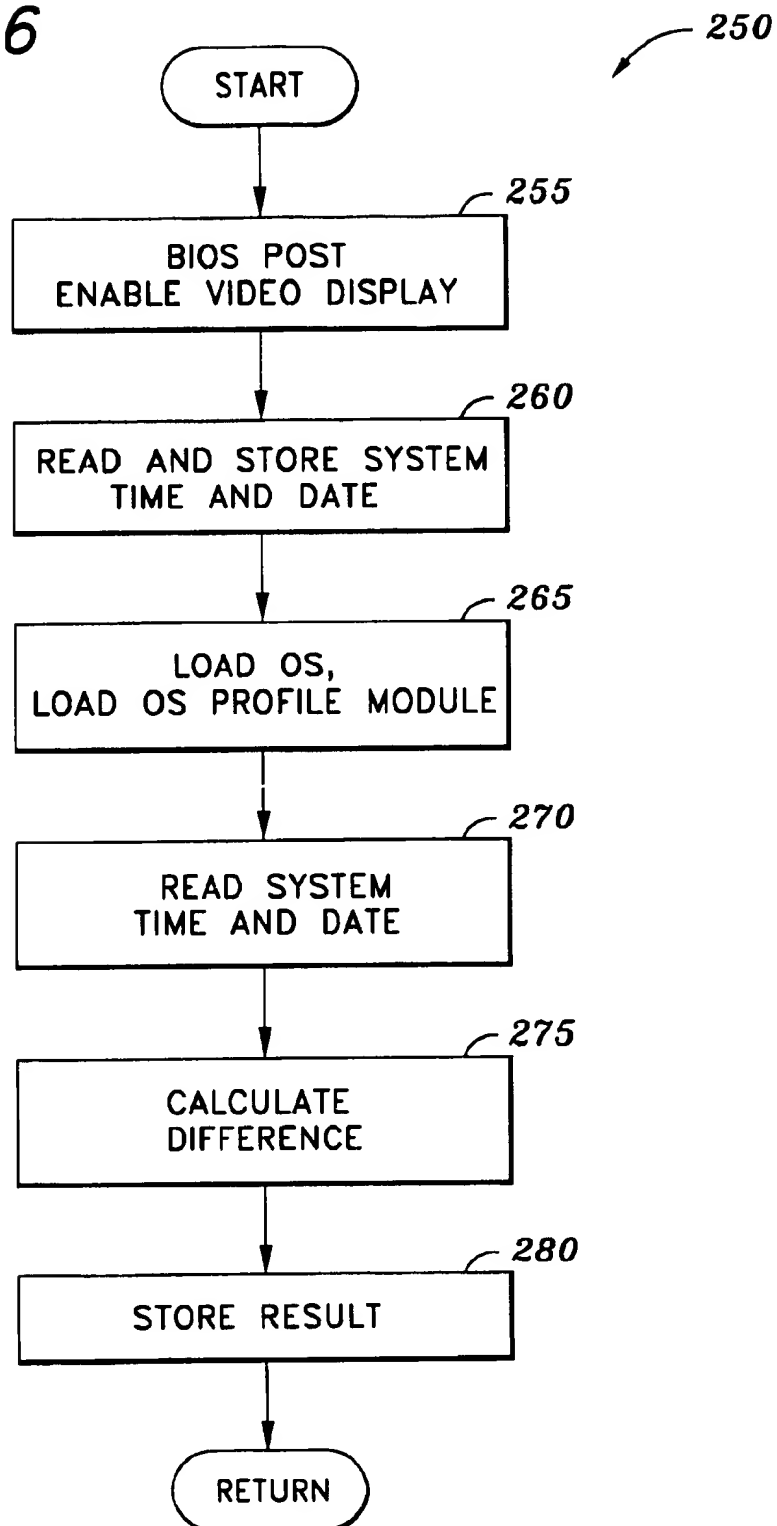 6
250
START
255
BIOS POST
ENABLE VIDEO DISPLAY
260
READ AND STORE SYSTEM
TIME AND DATE
265
LOAD OS,
LOAD OS PROFILE MODULE
270
READ SYSTEM
TIME AND DATE
275
CALCULATE
DIFFERENCE
280
STORE RESULT
RETURN